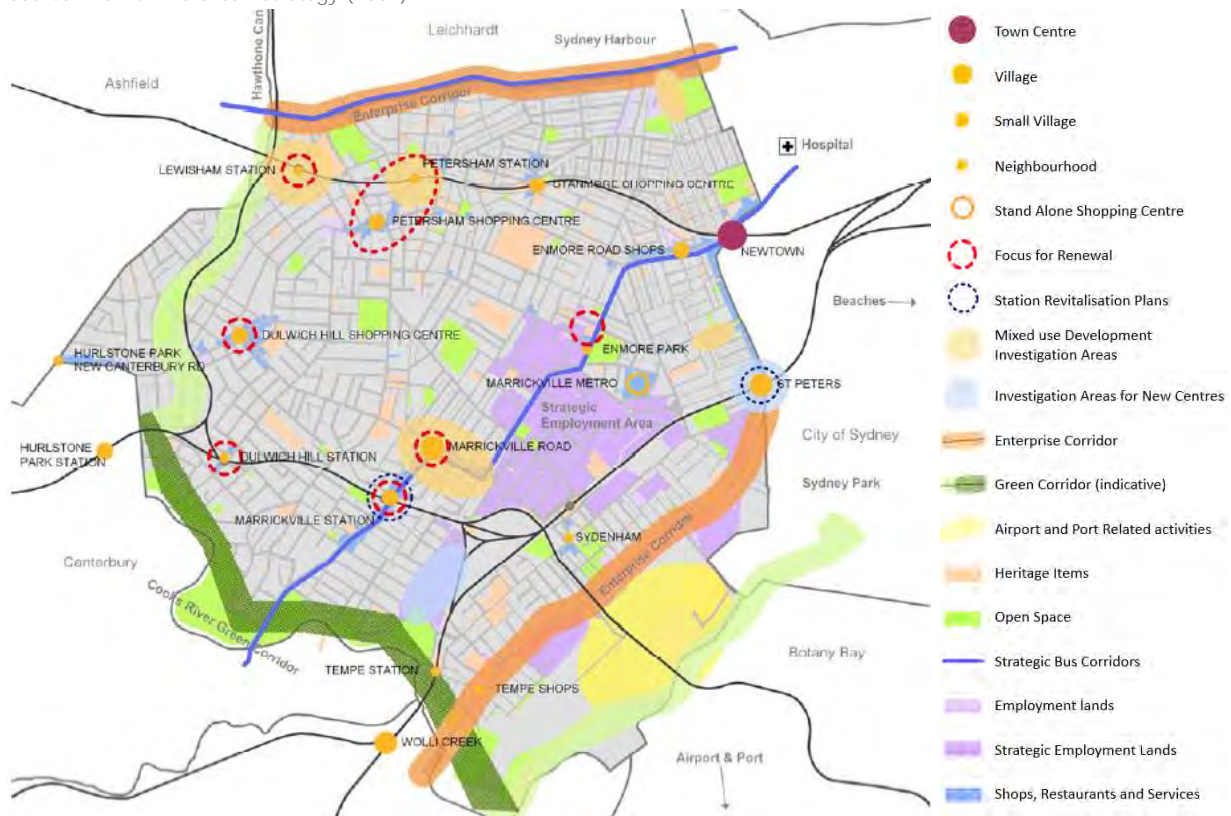 Leichhardt
Sydney Harbour
Ashfield
Hawthorne Can
Enterprise Corridor
Hospital
LEWISHAM STATION
PETERSHAM STATION
STANMORE SHOPPING CENTRE
PETERSHAM SHOPPING CENTRE
ENMORE ROAD SHOPS
NEWTOWN
Beaches
DULWICH HILL SHOPPING CENTRE
ENMORE PARK
HURLSTONE PARK
NEW CANTERBURY RD
MARRICKVILLE METRO
ST PETERS
Strategic
Employment Area
City of Sydney
MARRICKVILLE ROAD
HURLSTONE
PARK STATION
DULWICH HILL STATION
Sydney Park
MARRICKVILLE STATION
SYDENHAM
Enterprise Corridor
Canterbury
Cooks River Green Corridor
Botany Bay
TEMPE STATION
TEMPE SHOPS
WOLLI CREEK
Airport & Port
Town Centre
Village
Small Village
Neighbourhood
Stand Alone Shopping Centre
Focus for Renewal
Station Revitalisation Plans
Mixed use Development
Investigation Areas
Investigation Areas for New Centres
Enterprise Corridor
Green Corridor (indicative)
Airport and Port Related activities
Heritage Items
Open Space
Strategic Bus Corridors
Employment lands
Strategic Employment Lands
Shops, Restaurants and Services